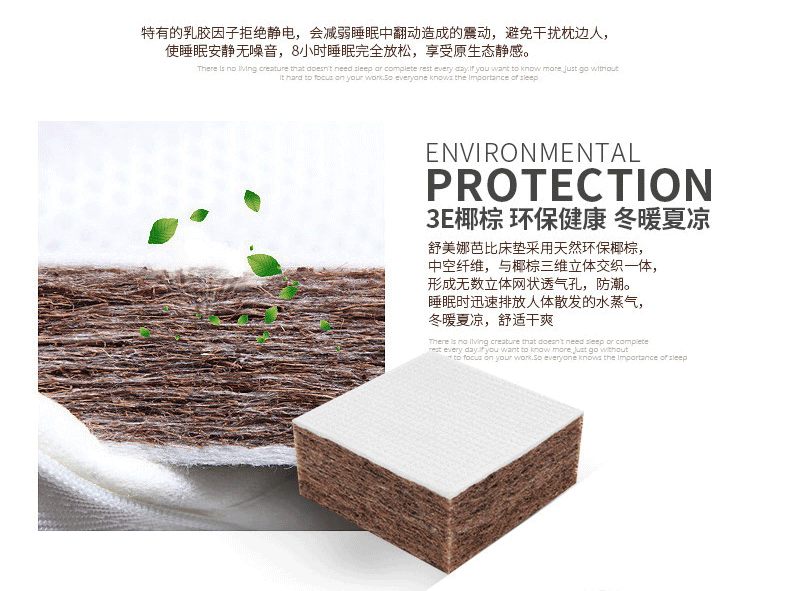 特有的乳胶因子拒绝静电，会减弱睡眠中翻动造成的震动，避免干扰枕边人，
使睡眠安静无噪音，8小时睡眠完全放松，享受原生态静感。
There is no living creature that doesn't need sleep or complete rest every day.If you want to know more,Just go without
it hard to focus on your work.So everyone knows the importance of sleep
ENVIRONMENTAL
PROTECTION
3E椰棕 环保健康 冬暖夏凉
舒美娜芭比床垫采用天然环保椰棕，
中空纤维，与椰棕三维立体交织一体，
形成无数立体网状透气孔，防潮。
睡眠时迅速排放人体散发的水蒸气，
冬暖夏凉，舒适干爽
There is no living creature that doesn't need sleep or complete
rest every day.If you want to know more,Just go without
to focus on your work.So everyone knows the importance of sleep